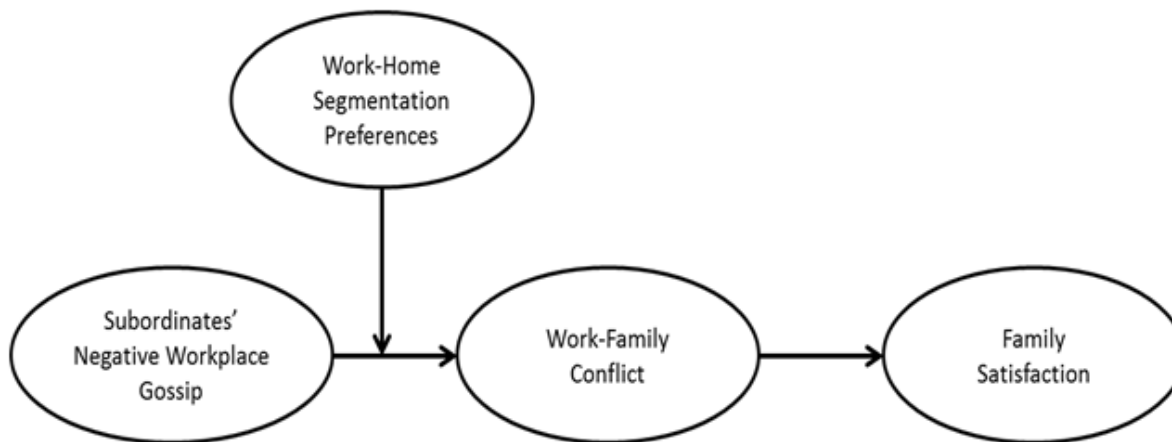 Work-Home
Segmentation
Preferences
Subordinates’
Negative Workplace
Gossip
Work-Family
Conflict
Family
Satisfaction